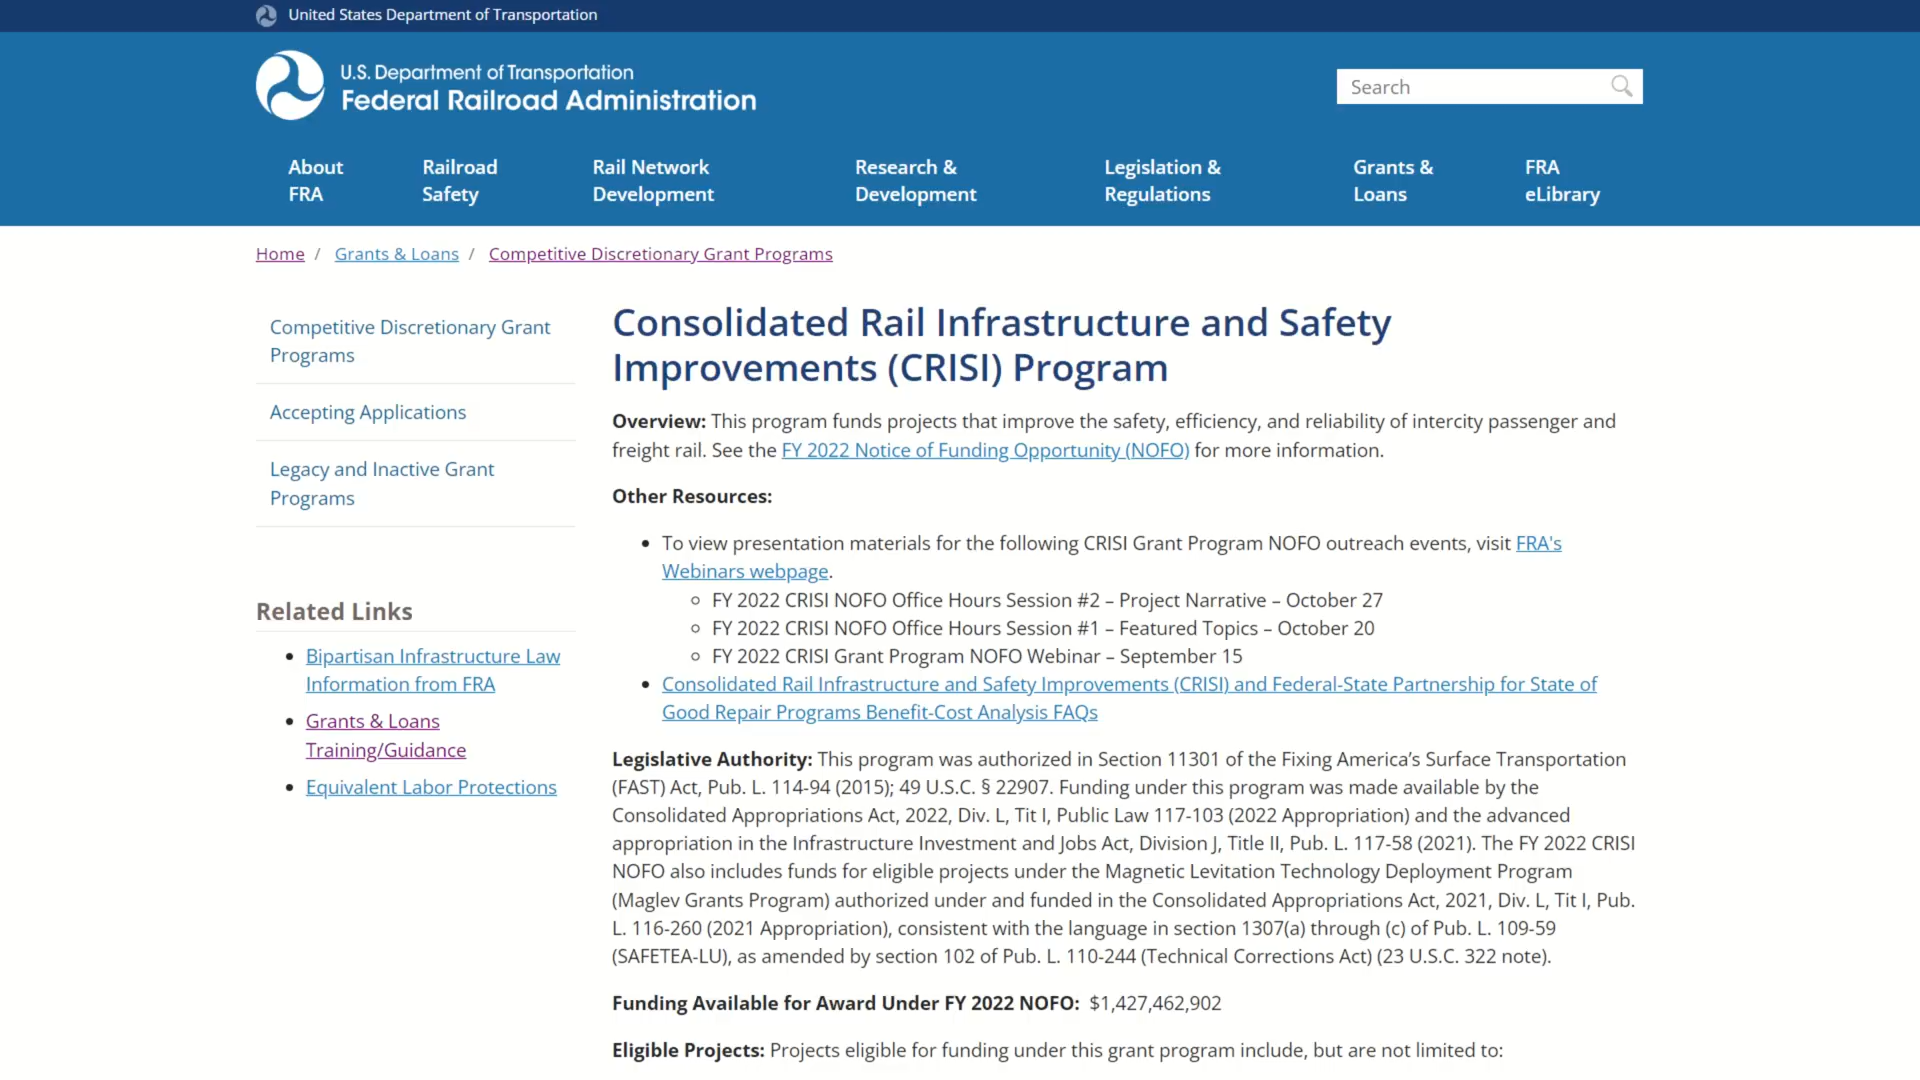 United States Department of Transportation
U.S. Department of Transportation
Federal Railroad Administration
Search
About
FRA
Railroad
Safety
Rail Network
Development
Research &
Development
Legislation &
Regulations
Grants &
Loans
FRA
eLibrary
Home / Grants & Loans / Competitive Discretionary Grant Programs
Competitive Discretionary Grant
Programs
Accepting Applications
Legacy and Inactive Grant
Programs
Related Links
• Bipartisan Infrastructure Law
Information from FRA
• Grants & Loans
Training/Guidance
• Equivalent Labor Protections
Consolidated Rail Infrastructure and Safety
Improvements (CRISI) Program
Overview: This program funds projects that improve the safety, efficiency, and reliability of intercity passenger and
freight rail. See the FY 2022 Notice of Funding Opportunity (NOFO) for more information.
Other Resources:
• To view presentation materials for the following CRISI Grant Program NOFO outreach events, visit FRA's
Webinars webpage.
○ FY 2022 CRISI NOFO Office Hours Session #2 – Project Narrative – October 27
○ FY 2022 CRISI NOFO Office Hours Session #1 – Featured Topics – October 20
○ FY 2022 CRISI Grant Program NOFO Webinar – September 15
• Consolidated Rail Infrastructure and Safety Improvements (CRISI) and Federal-State Partnership for State of
Good Repair Programs Benefit-Cost Analysis FAQs
Legislative Authority: This program was authorized in Section 11301 of the Fixing America’s Surface Transportation
(FAST) Act, Pub. L. 114-94 (2015); 49 U.S.C. § 22907. Funding under this program was made available by the
Consolidated Appropriations Act, 2022, Div. L, Tit I, Public Law 117-103 (2022 Appropriation) and the advanced
appropriation in the Infrastructure Investment and Jobs Act, Division J, Title II, Pub. L. 117-58 (2021). The FY 2022 CRISI
NOFO also includes funds for eligible projects under the Magnetic Levitation Technology Deployment Program
(Maglev Grants Program) authorized under and funded in the Consolidated Appropriations Act, 2021, Div. L, Tit I, Pub.
L. 116-260 (2021 Appropriation), consistent with the language in section 1307(a) through (c) of Pub. L. 109-59
(SAFETEA-LU), as amended by section 102 of Pub. L. 110-244 (Technical Corrections Act) (23 U.S.C. 322 note).
Funding Available for Award Under FY 2022 NOFO: $1,427,462,902
Eligible Projects: Projects eligible for funding under this grant program include, but are not limited to: